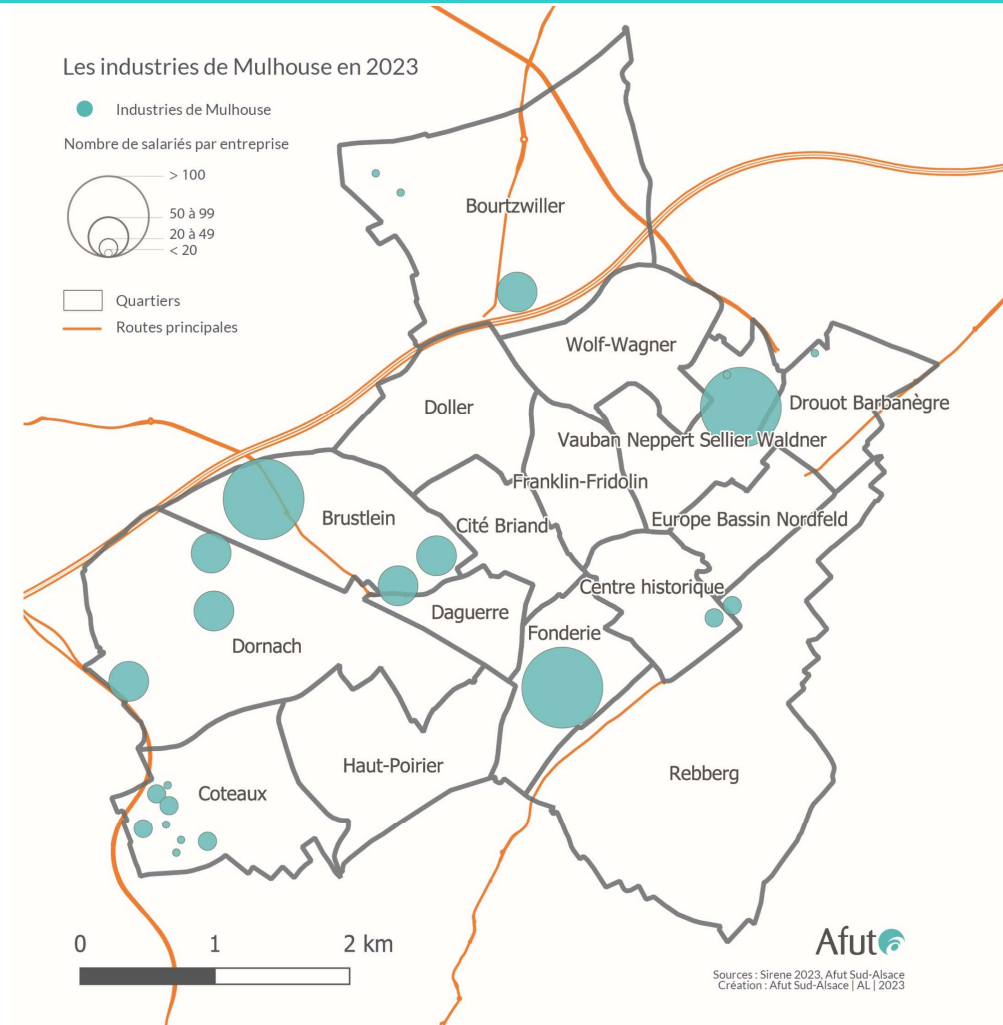 Les industries de Mulhouse en 2023
Industries de Mulhouse
Nombre de salariés par entreprise
> 100
50 à 99
20 à 49
< 20
Quartiers
Routes principales
Bourtzwiller
Wolf-Wagner
Doller
Drouot Barbanègre
Vauban Neppert Sellier Waldner
Franklin-Fridolin
Brustlein
Cité Briand
Europe Bassin Nordfeld
Centre historique
Daguerre
Fonderie
Dornach
Haut-Poirier
Rebberg
Coteaux
0 1 2 km
Afut
Sources : Sirene 2023, Afut Sud-Alsace
Création : Afut Sud-Alsace | AL | 2023